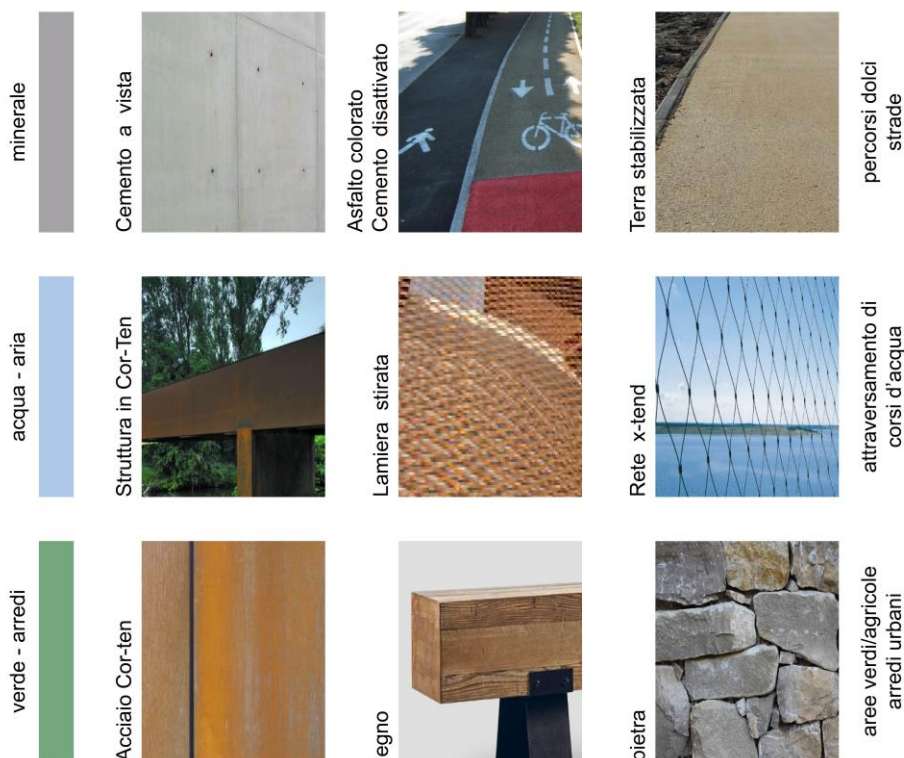 minerale
Cemento a vista
Asfalto colorato
Cemento disattivato
Terra stabilizzata
percorsi dolci
strade
acqua - aria
Struttura in Cor-Ten
Lamiera stirata
Rete x-tend
attraversamento di
corsi d'acqua
verde - arredi
Acciaio Cor-ten
egno
pietra
aree verdi/agricole
arredi urbani